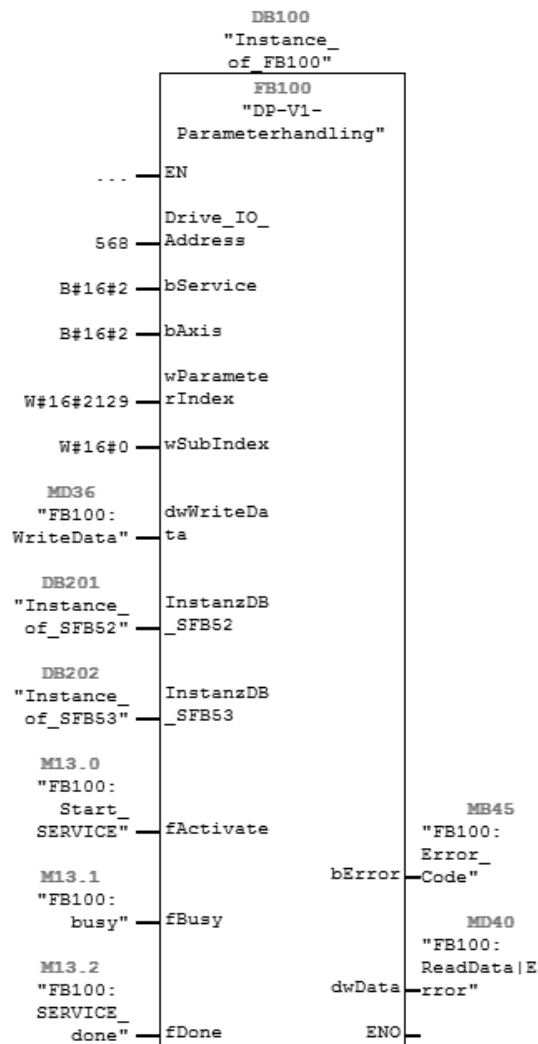 DB100
"Instance_
of_FB100"
FB100
"DP-V1-
Parameterhandling"
... EN
Drive_IO_
568 Address
B#16#2 bService
B#16#2 bAxis
wParamete
W#16#2129 rIndex
W#16#0 wSubIndex
MD36
"FB100: dwWriteDa
WriteData" ta
DB201
"Instance_ InstanzDB
of_SFB52" _SFB52
DB202
"Instance_ InstanzDB
of_SFB53" _SFB53
M13.0
"FB100:
Start_
SERVICE" fActivate
MB45
"FB100:
Error_
bError Code"
M13.1
"FB100:
busy" fBusy
MD40
"FB100:
ReadData|E
dwData rror"
M13.2
"FB100:
SERVICE_
done" fDone ENO